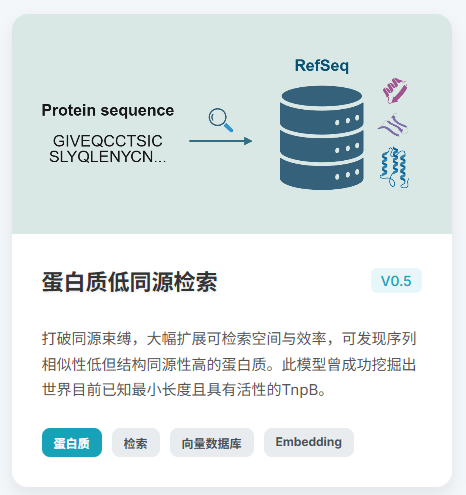 RefSeq
Protein sequence
GIVEQCCTSIC
SLYQLENYCN...
蛋白质低同源检索
V0.5
打破同源束缚，大幅扩展可检索空间与效率，可发现序列
相似性低但结构同源性高的蛋白质。此模型曾成功挖掘出
世界目前已知最小长度且具有活性的TnpB。
蛋白质
检索
向量数据库
Embedding